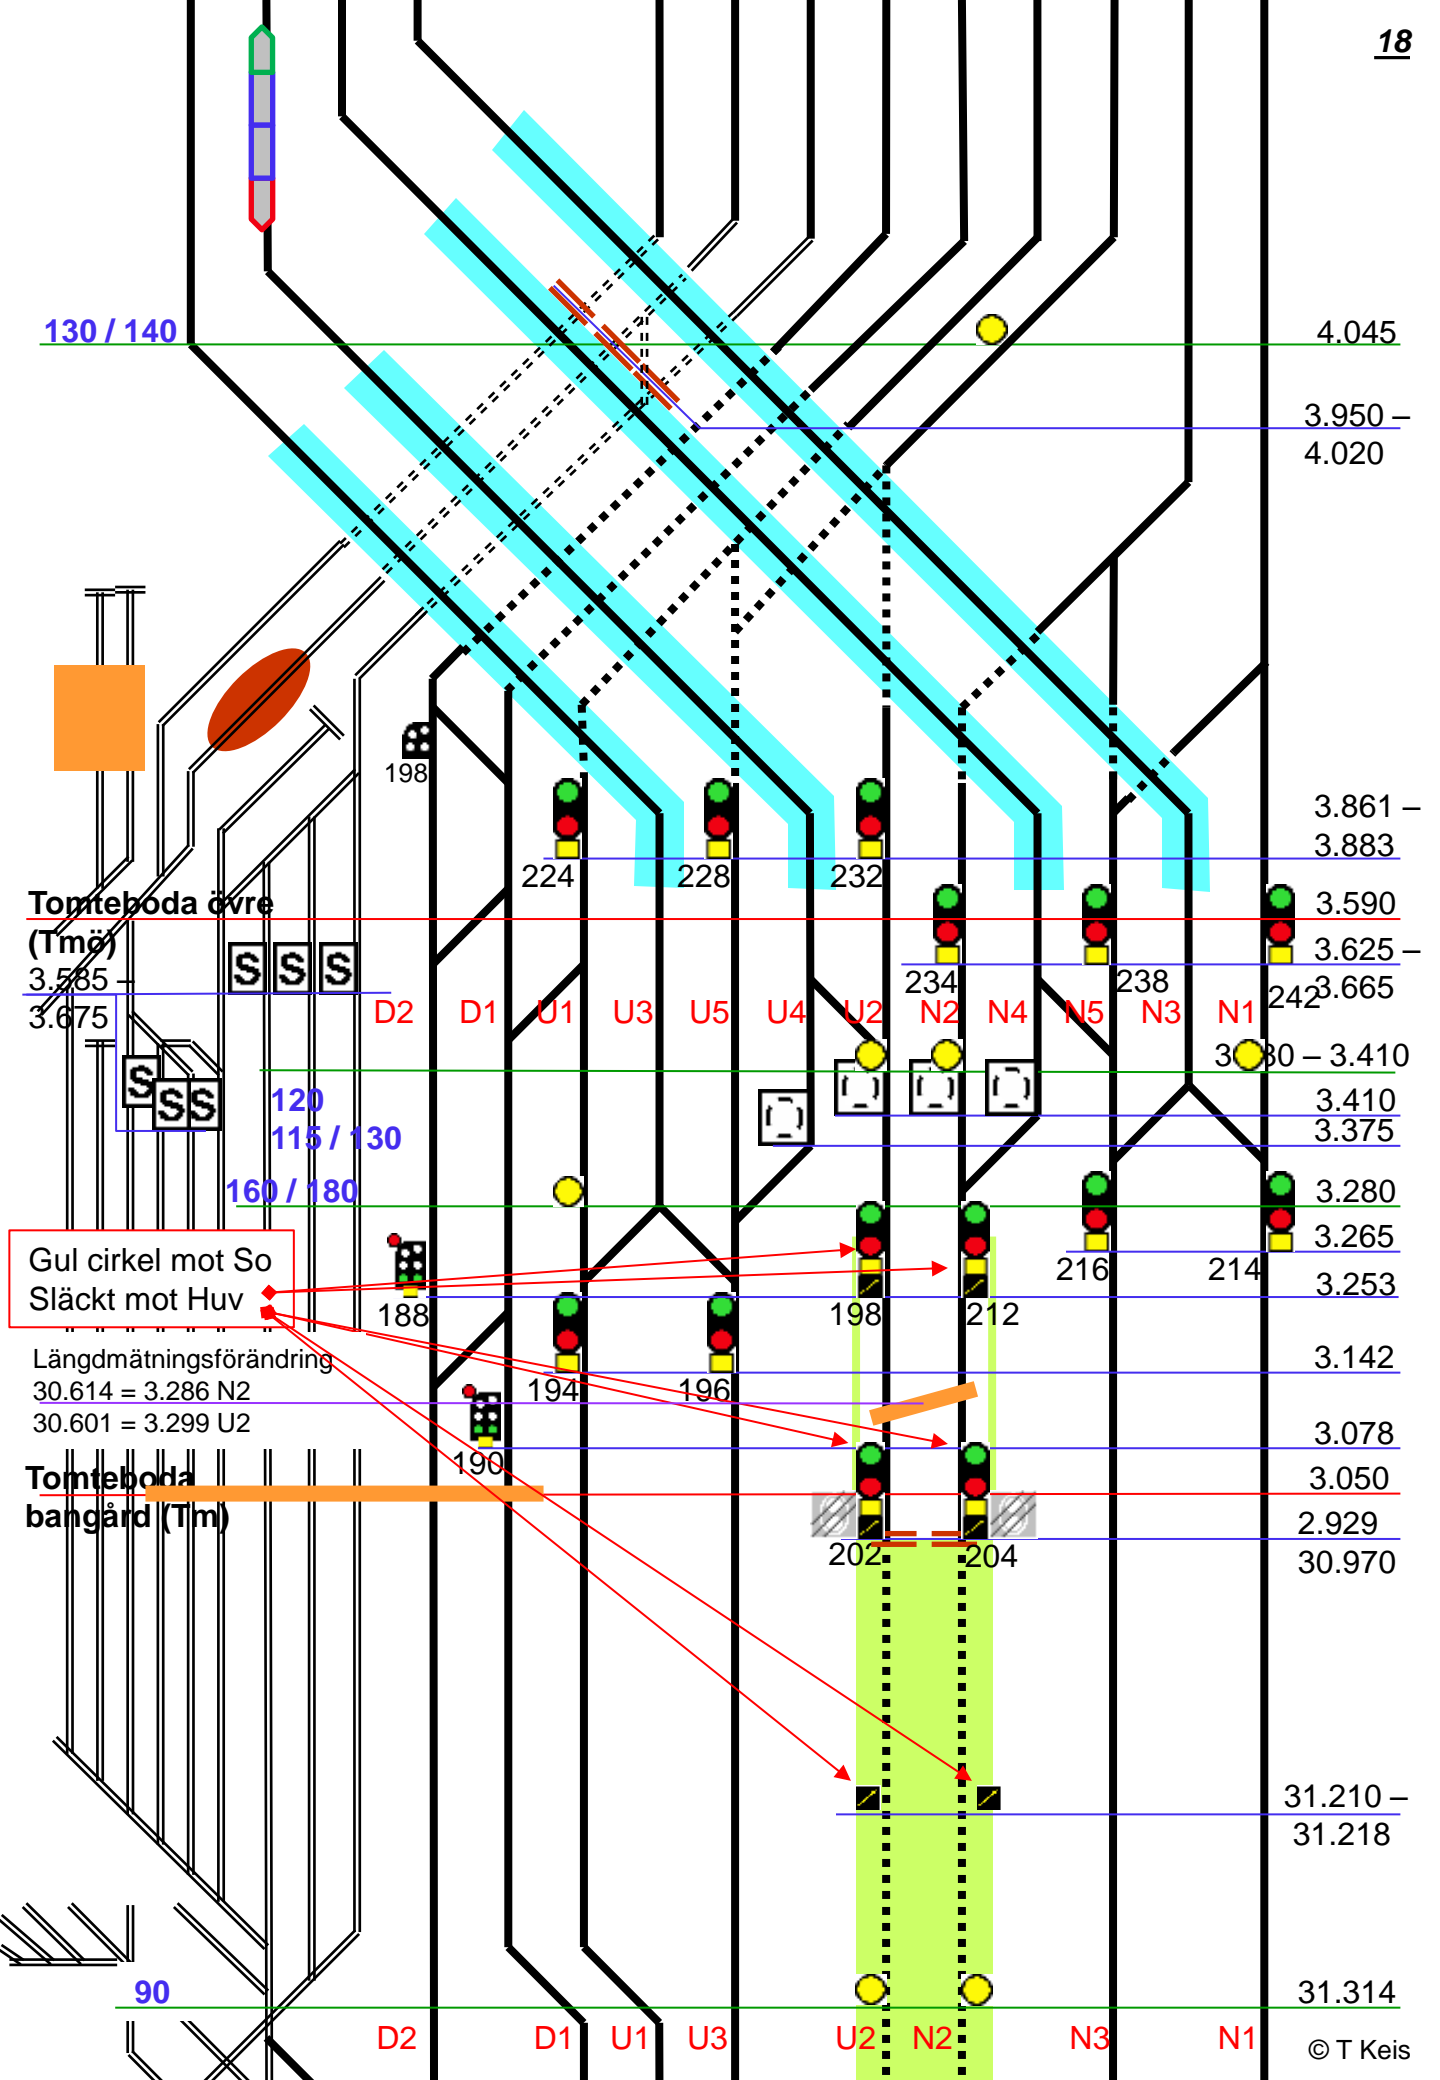 18
130 / 140
4.045
3.950 –
4.020
198
3.861 –
3.883
224
228
232
Tomteboda övre
(Tmö)
3.590
3.625 –
3.665
S S S
234
238
242
3.585 –
3.675
D2 D1 U1 U3 U5 U4 U2 N2 N4 N5 N3 N1
– 3.410
S
S S
120
3.410
115 / 130
3.375
160 / 180
3.280
3.265
Gul cirkel mot So
Släckt mot Huv
216
214
3.253
188
198
212
Längdmätningsförändring
30.614 = 3.286 N2
30.601 = 3.299 U2
3.142
194
196
3.078
190
Tomteboda
bangård (Tm)
3.050
2.929
30.970
202
204
31.210 –
31.218
90
31.314
D2 D1 U1 U3 U2 N2 N3 N1
© T Keis